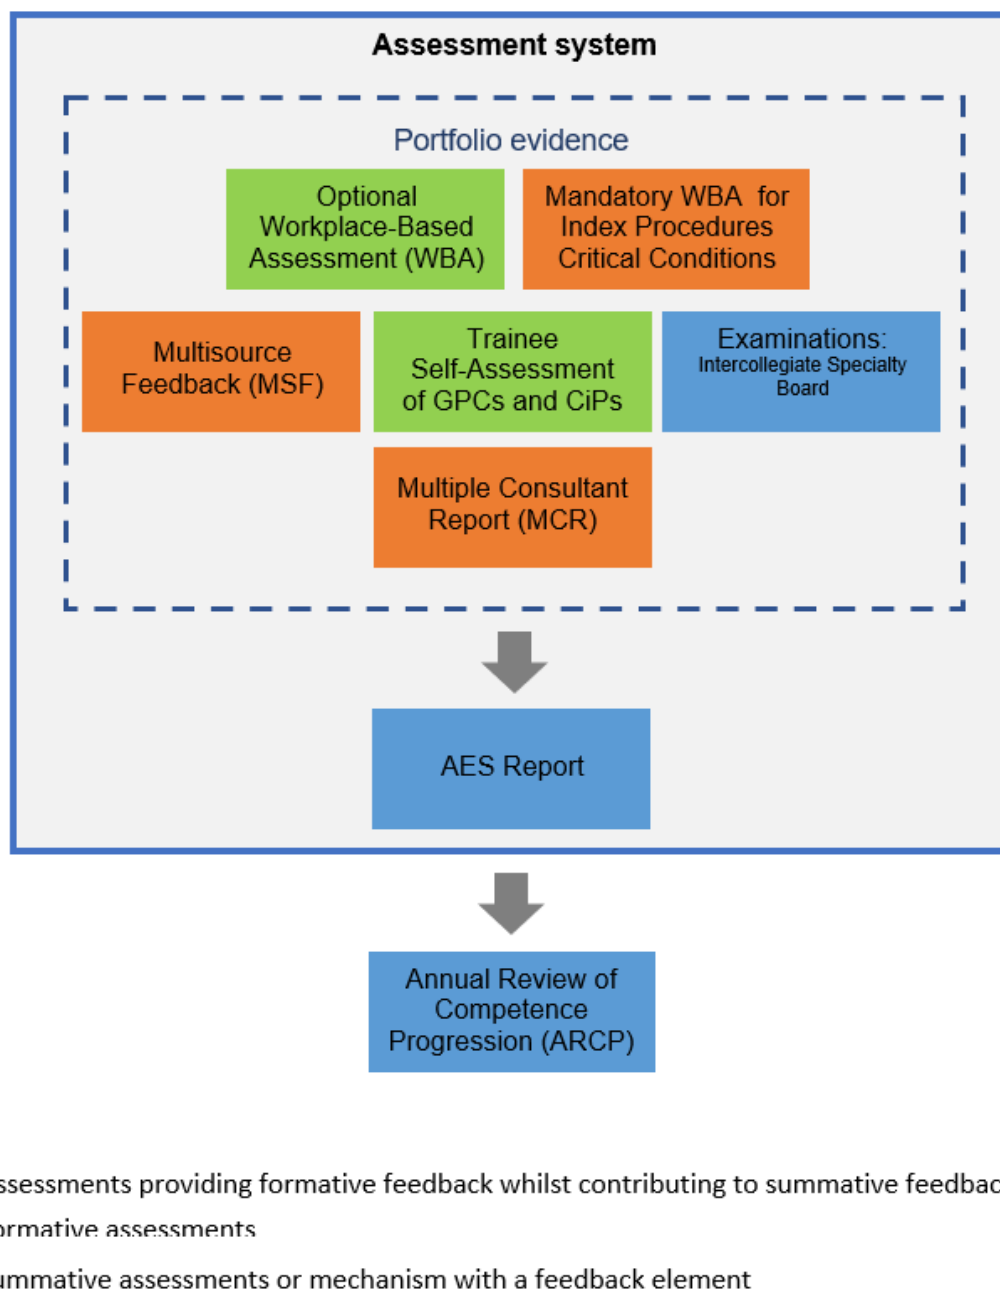 Assessment system
Portfolio evidence
Optional
Workplace-Based
Assessment (WBA)
Mandatory WBA for
Index Procedures
Critical Conditions
Multisource
Feedback (MSF)
Trainee
Self-Assessment
of GPCs and CiPs
Examinations:
Intercollegiate Specialty
Board
Multiple Consultant
Report (MCR)
AES Report
Annual Review of
Competence
Progression (ARCP)
ssessments providing formative feedback whilst contributing to summative feedbac
ormative assessments
ummative assessments or mechanism with a feedback element